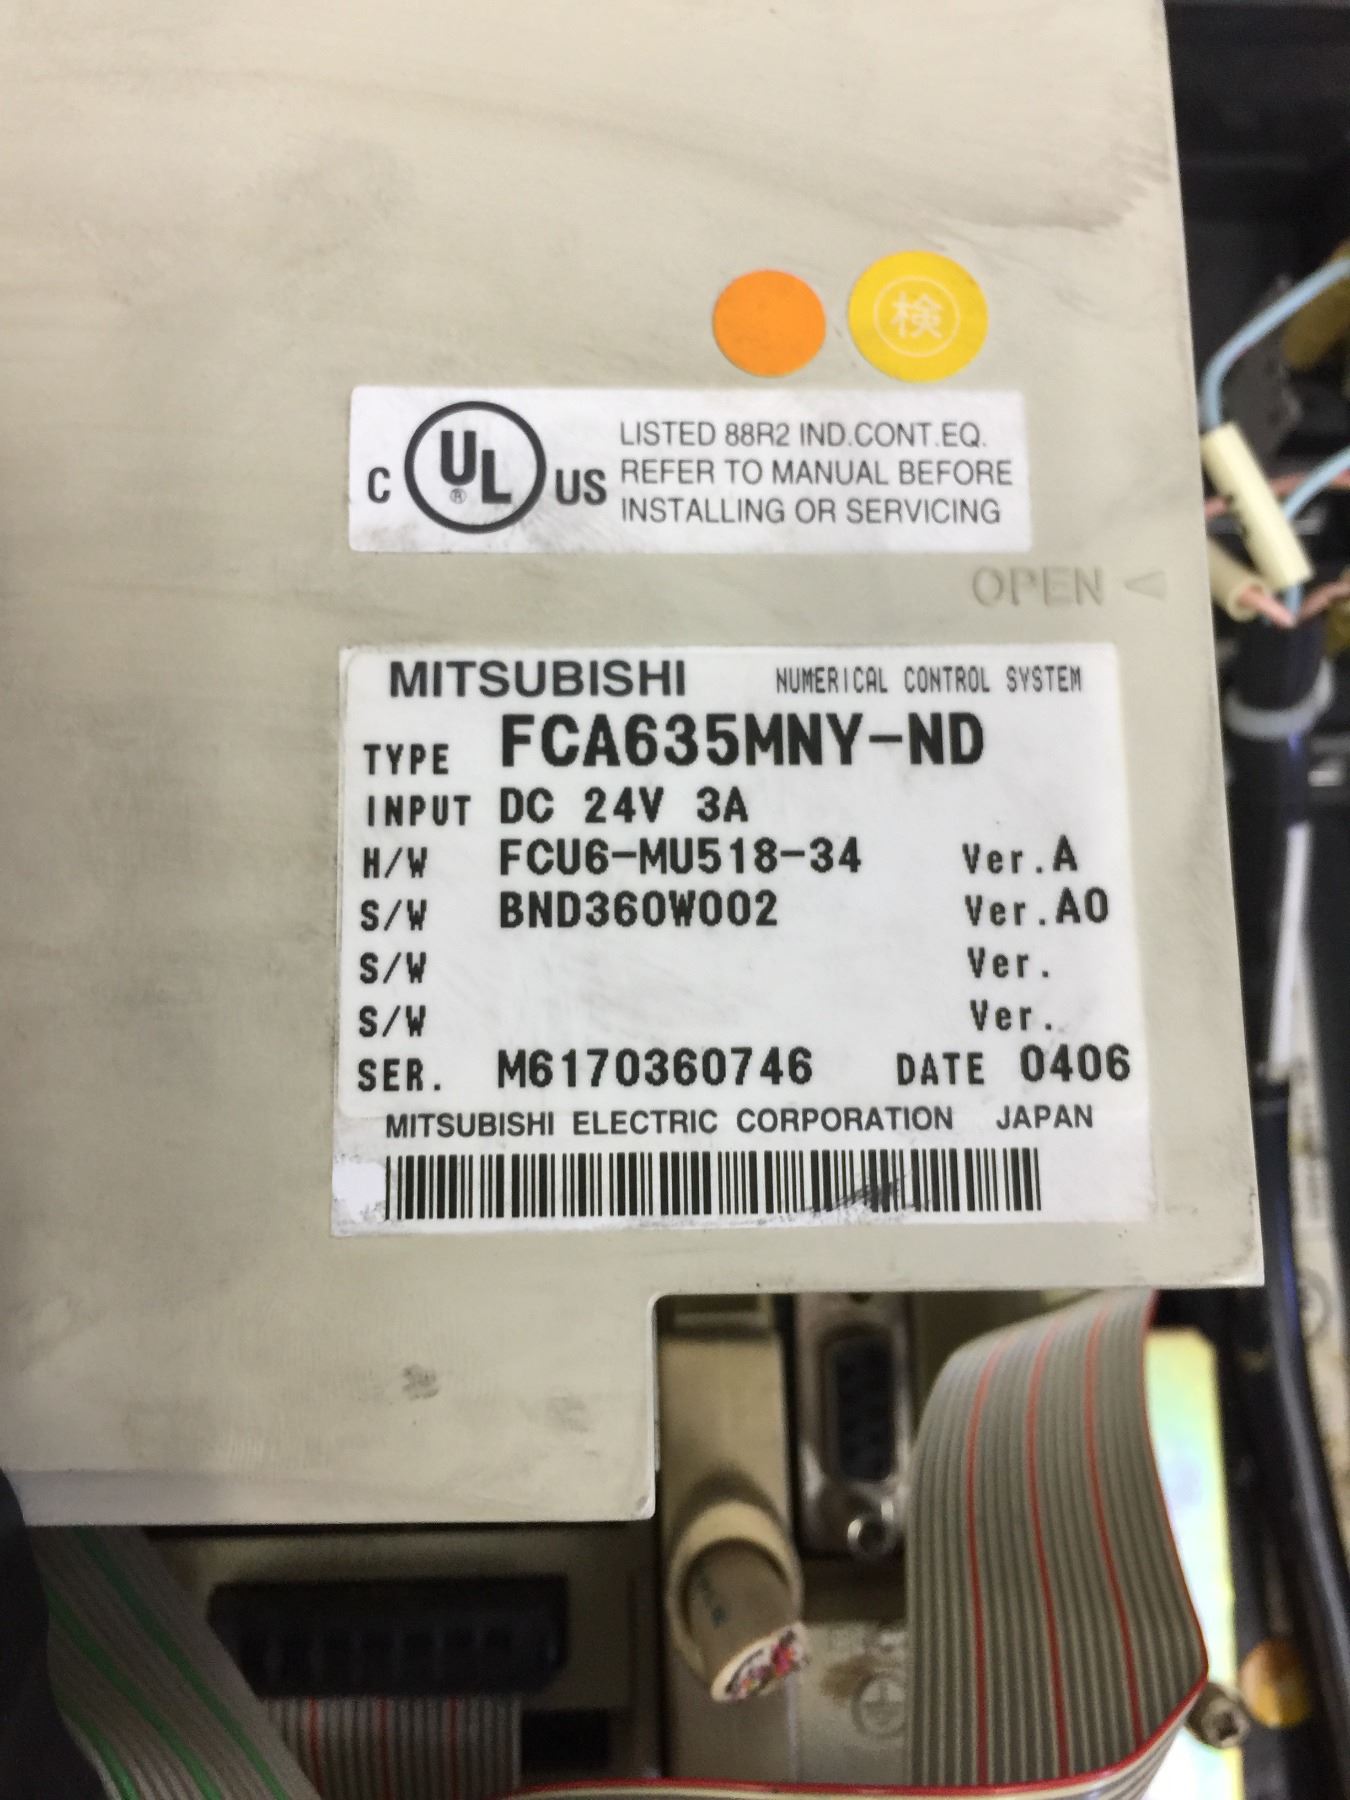 検
C UL® US
LISTED 88R2 IND.CONT.EQ.
REFER TO MANUAL BEFORE
INSTALLING OR SERVICING
OPEN
MITSUBISHI NUMERICAL CONTROL SYSTEM
TYPE FCA635MNY-ND
INPUT DC 24V 3A
H/W FCU6-MU518-34 Ver.A
S/W BND360W002 Ver.A0
S/W Ver.
S/W Ver.
SER. M6170360746 DATE 0406
MITSUBISHI ELECTRIC CORPORATION JAPAN